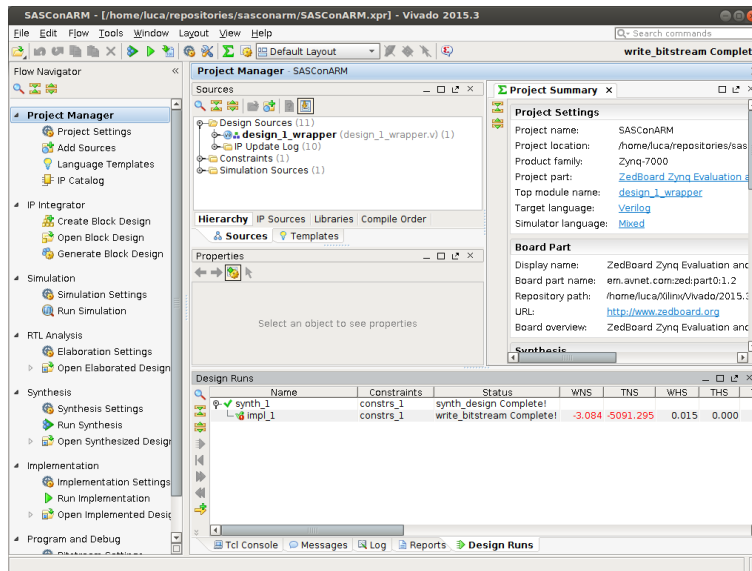 SASConARM - [/home/luca/repositories/sasconarm/SASConARM.xpr] - Vivado 2015.3
File Edit Flow Tools Window Layout View Help
Search commands
Default Layout
write_bitstream Complet
Flow Navigator
Project Manager
Project Settings
Add Sources
Language Templates
IP Catalog
IP Integrator
Create Block Design
Open Block Design
Generate Block Design
Simulation
Simulation Settings
Run Simulation
RTL Analysis
Elaboration Settings
Open Elaborated Design
Synthesis
Synthesis Settings
Run Synthesis
Open Synthesized Desigr
Implementation
Implementation Settings
Run Implementation
Open Implemented Desig
Program and Debug
Bitstream Settings
Project Manager - SASConARM
Sources
Design Sources (11)
design_1_wrapper (design_1_wrapper.v) (1)
IP Update Log (10)
Constraints (1)
Simulation Sources (1)
Hierarchy IP Sources Libraries Compile Order
Sources Templates
Properties
Select an object to see properties
Project Summary
Project Settings
Project name: SASConARM
Project location: /home/luca/repositories/sas
Product family: Zynq-7000
Project part: ZedBoard Zynq Evaluation a
Top module name: design_1_wrapper
Target language: Verilog
Simulator language: Mixed
Board Part
Display name: ZedBoard Zynq Evaluation and
Board part name: em.avnet.com:zed:part0:1.2
Repository path: /home/luca/Xilinx/Vivado/2015.3
URL: http://www.zedboard.org
Board overview: ZedBoard Zynq Evaluation and
Synthesis
Design Runs
Name Constraints Status WNS TNS WHS THS
synth_1 constrs_1 synth_design Complete!
impl_1 constrs_1 write_bitstream Complete! -3.084 -5091.295 0.015 0.000
Tcl Console Messages Log Reports Design Runs